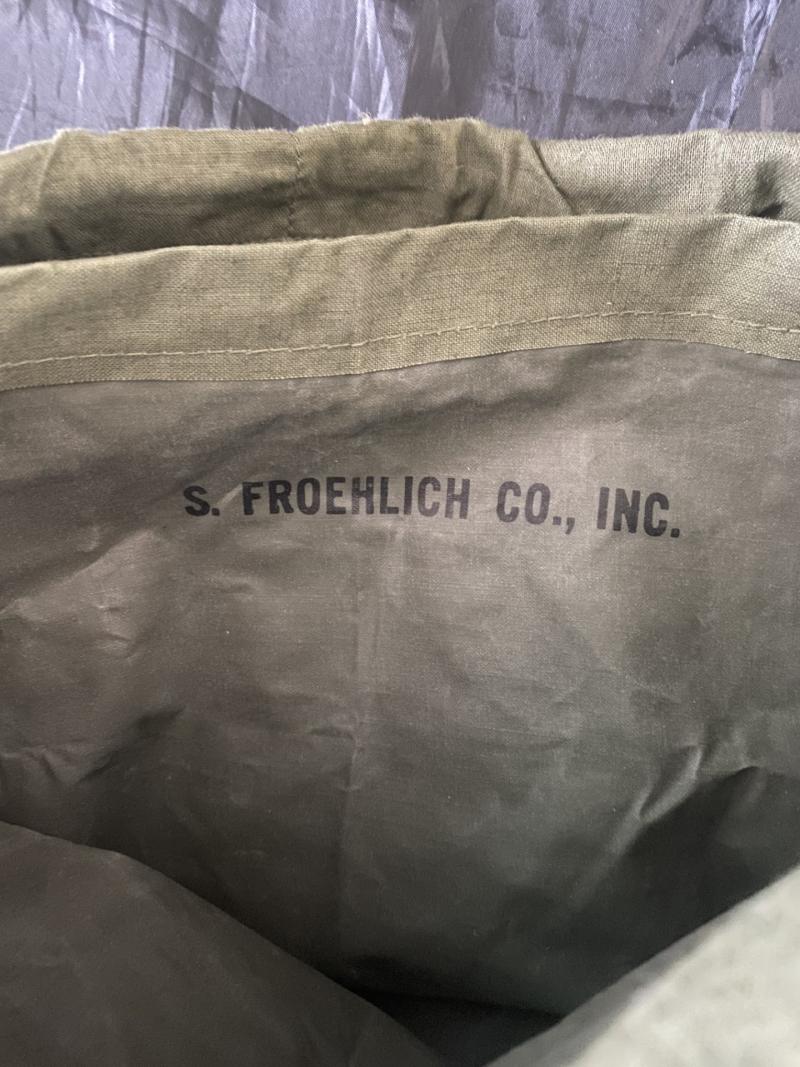 S. FROEHLICH CO., INC.